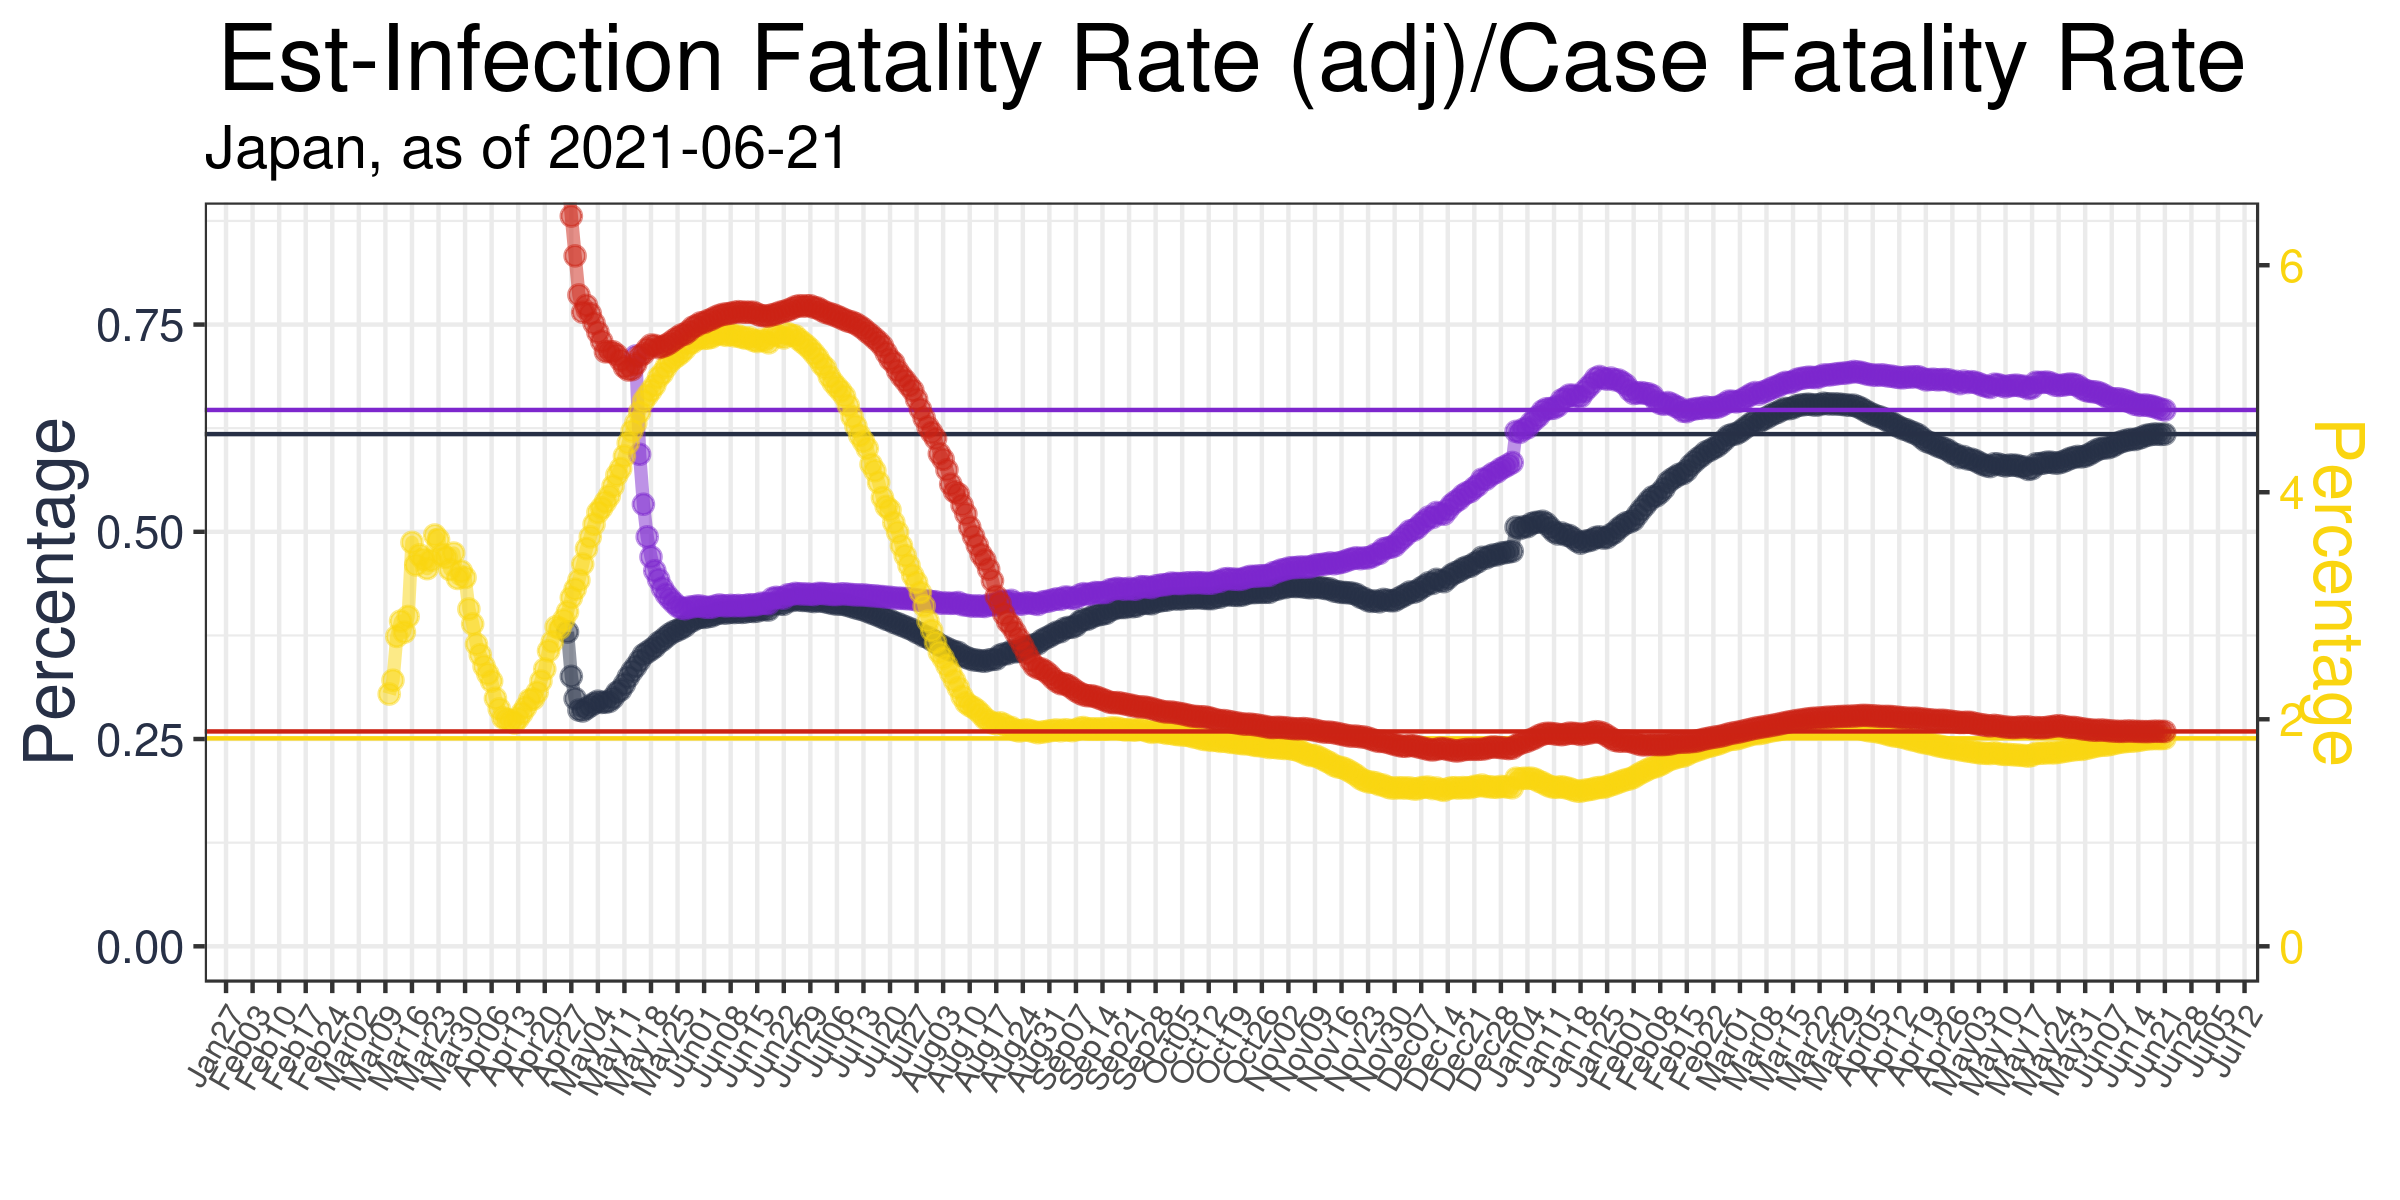 Est-Infection Fatality Rate (adj)/Case Fatality Rate
Japan, as of 2021-06-21
Percentage
0.75
0.50
0.25
0.00
6
4
2
0
Percentage
Jan27
Feb03
Feb10
Feb17
Feb24
Mar02
Mar09
Mar16
Mar23
Mar30
Apr06
Apr13
Apr20
Apr27
May04
May11
May18
May25
Jun01
Jun08
Jun15
Jun22
Jun29
Jul06
Jul13
Jul20
Jul27
Aug03
Aug10
Aug17
Aug24
Aug31
Sep07
Sep14
Sep21
Sep28
Oct05
Oct12
Oct19
Oct26
Nov02
Nov09
Nov16
Nov23
Nov30
Dec07
Dec14
Dec21
Dec28
Jan04
Jan11
Jan18
Jan25
Feb01
Feb08
Feb15
Feb22
Mar01
Mar08
Mar15
Mar22
Mar29
Apr05
Apr12
Apr19
Apr26
May03
May10
May17
May24
May31
Jun07
Jun14
Jun21
Jun28
Jul05
Jul12